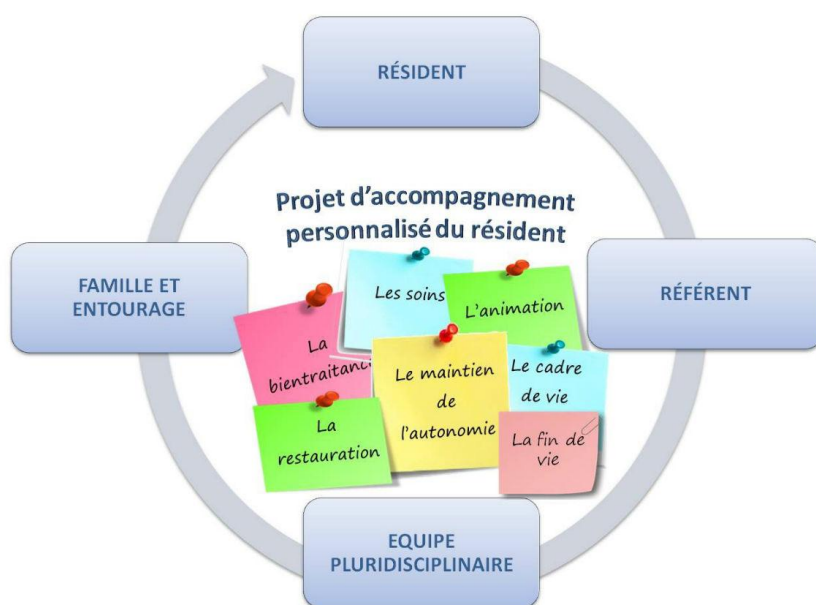 RÉSIDENT
Projet d'accompagnement
personnalisé du résident
FAMILLE ET
ENTOURAGE
RÉFÉRENT
Les soins
L'animation
La
bientraitance
Le maintien
de
l'autonomie
Le cadre
de vie
La
restauration
La fin de
vie
EQUIPE
PLURIDISCIPLINAIRE